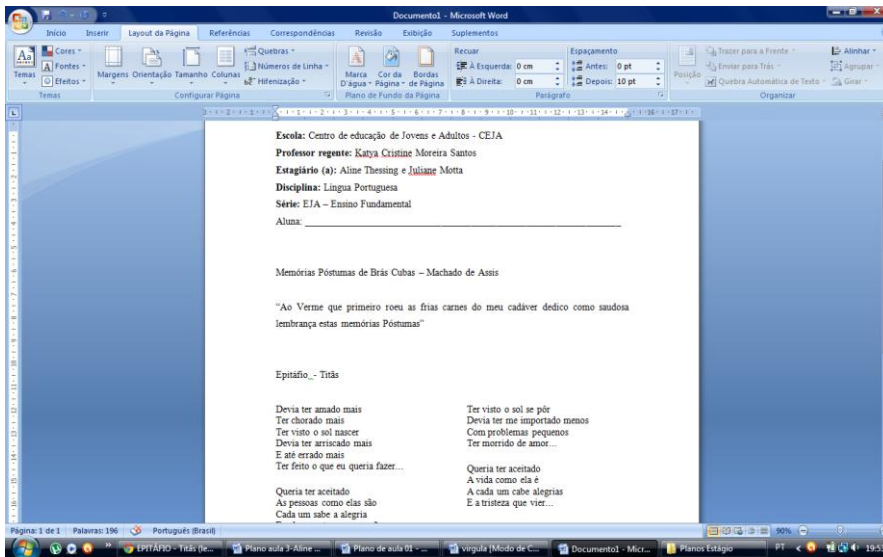 Documento1 - Microsoft Word
Início Inserir Layout da Página Referências Correspondências Revisão Exibição Suplementos
Cores Quebras Recuar Espaçamento Trazer para a Frente Alinhar
Fontes Números de Linha À Esquerda: 0 cm Antes: 0 pt Enviar para Trás Agrupar
Temas Efeitos Margens Orientação Tamanho Colunas Hifenização Marca D'água Cor da Página Bordas de Página À Direita: 0 cm Depois: 10 pt Posição Quebra Automática de Texto Girar
Temas Configurar Página Plano de Fundo da Página Parágrafo Organizar
Escola: Centro de educação de Jovens e Adultos - CEJA
Professor regente: Katya Cristine Moreira Santos
Estagiário (a): Aline Thessing e Juliane Motta
Disciplina: Lingua Portuguesa
Série: EJA – Ensino Fundamental
Aluna:
Memórias Póstumas de Brás Cubas – Machado de Assis
“Ao Verme que primeiro roeu as frias carnes do meu cadáver dedico como saudosa
lembrança estas memórias Póstumas”
Epitáfio - Titãs
Devia ter amado mais
Ter chorado mais
Ter visto o sol nascer
Devia ter arriscado mais
E até errado mais
Ter feito o que eu queria fazer...
Queria ter aceitado
As pessoas como elas são
Cada um sabe a alegria
Ter visto o sol se pôr
Devia ter me importado menos
Com problemas pequenos
Ter morrido de amor...
Queria ter aceitado
A vida como ela é
A cada um cabe alegrias
E a tristeza que vier...
Página: 1 de 1 Palavras: 196 Português (Brasil) 90%
EPITÁFIO - Titãs (le... Plano aula 3-Aline ... Plano de aula 01 - ... virgula [Modo de C... Documento1 - Micr... Planos Estágio PT